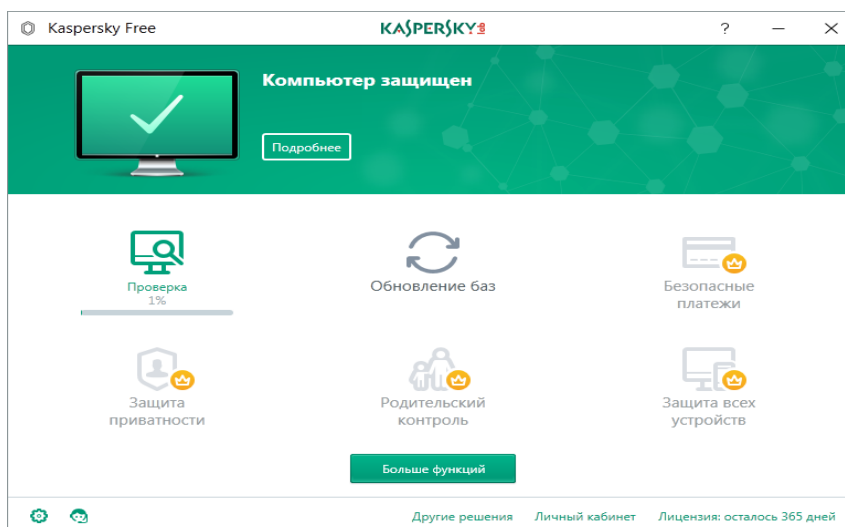 Kaspersky Free
KASPERSKY lab
?
Компьютер защищен
Подробнее
Проверка
1%
Обновление баз
Безопасные
платежи
Защита
приватности
Родительский
контроль
Защита всех
устройств
Больше функций
Другие решения Личный кабинет Лицензия: осталось 365 дней